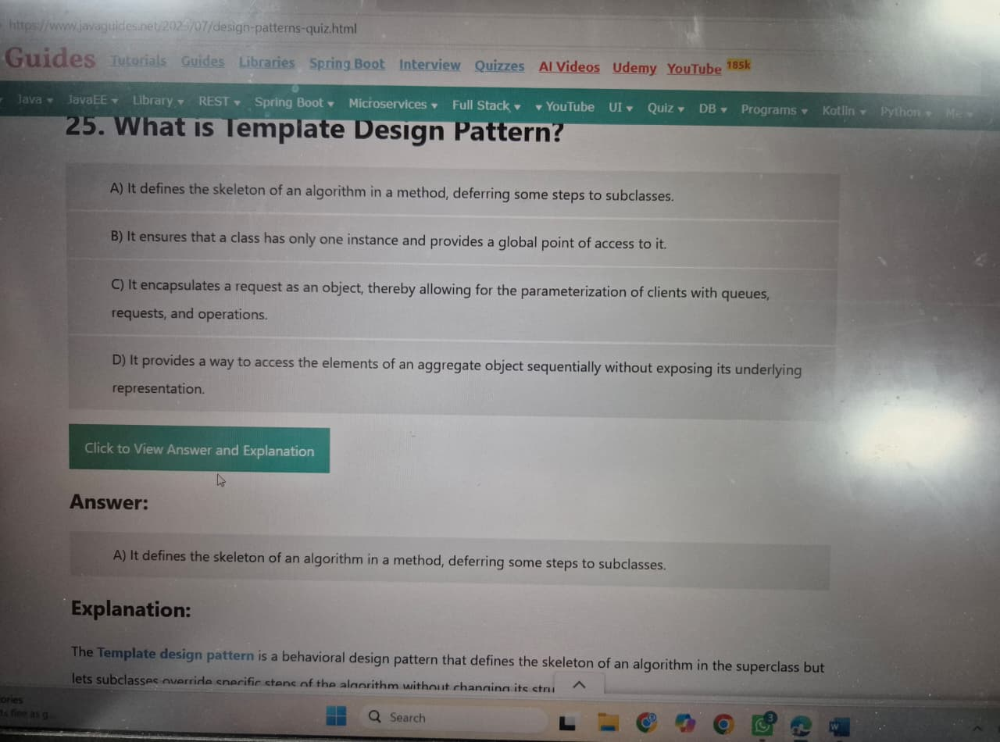 https://www.javaguides.net/2023/07/design-patterns-quiz.html
Guides Tutorials Guides Libraries Spring Boot Interview Quizzes AI Videos Udemy YouTube 185k
Java JavaEE Library REST Spring Boot Microservices Full Stack YouTube UI Quiz DB Programs Kotlin Python Me
25. What is Template Design Pattern?
A) It defines the skeleton of an algorithm in a method, deferring some steps to subclasses.
B) It ensures that a class has only one instance and provides a global point of access to it.
C) It encapsulates a request as an object, thereby allowing for the parameterization of clients with queues,
requests, and operations.
D) It provides a way to access the elements of an aggregate object sequentially without exposing its underlying
representation.
Click to View Answer and Explanation
Answer:
A) It defines the skeleton of an algorithm in a method, deferring some steps to subclasses.
Explanation:
The Template design pattern is a behavioral design pattern that defines the skeleton of an algorithm in the superclass but
lets subclasses override specific steps of the algorithm without changing its stru
ories
Search
3
W